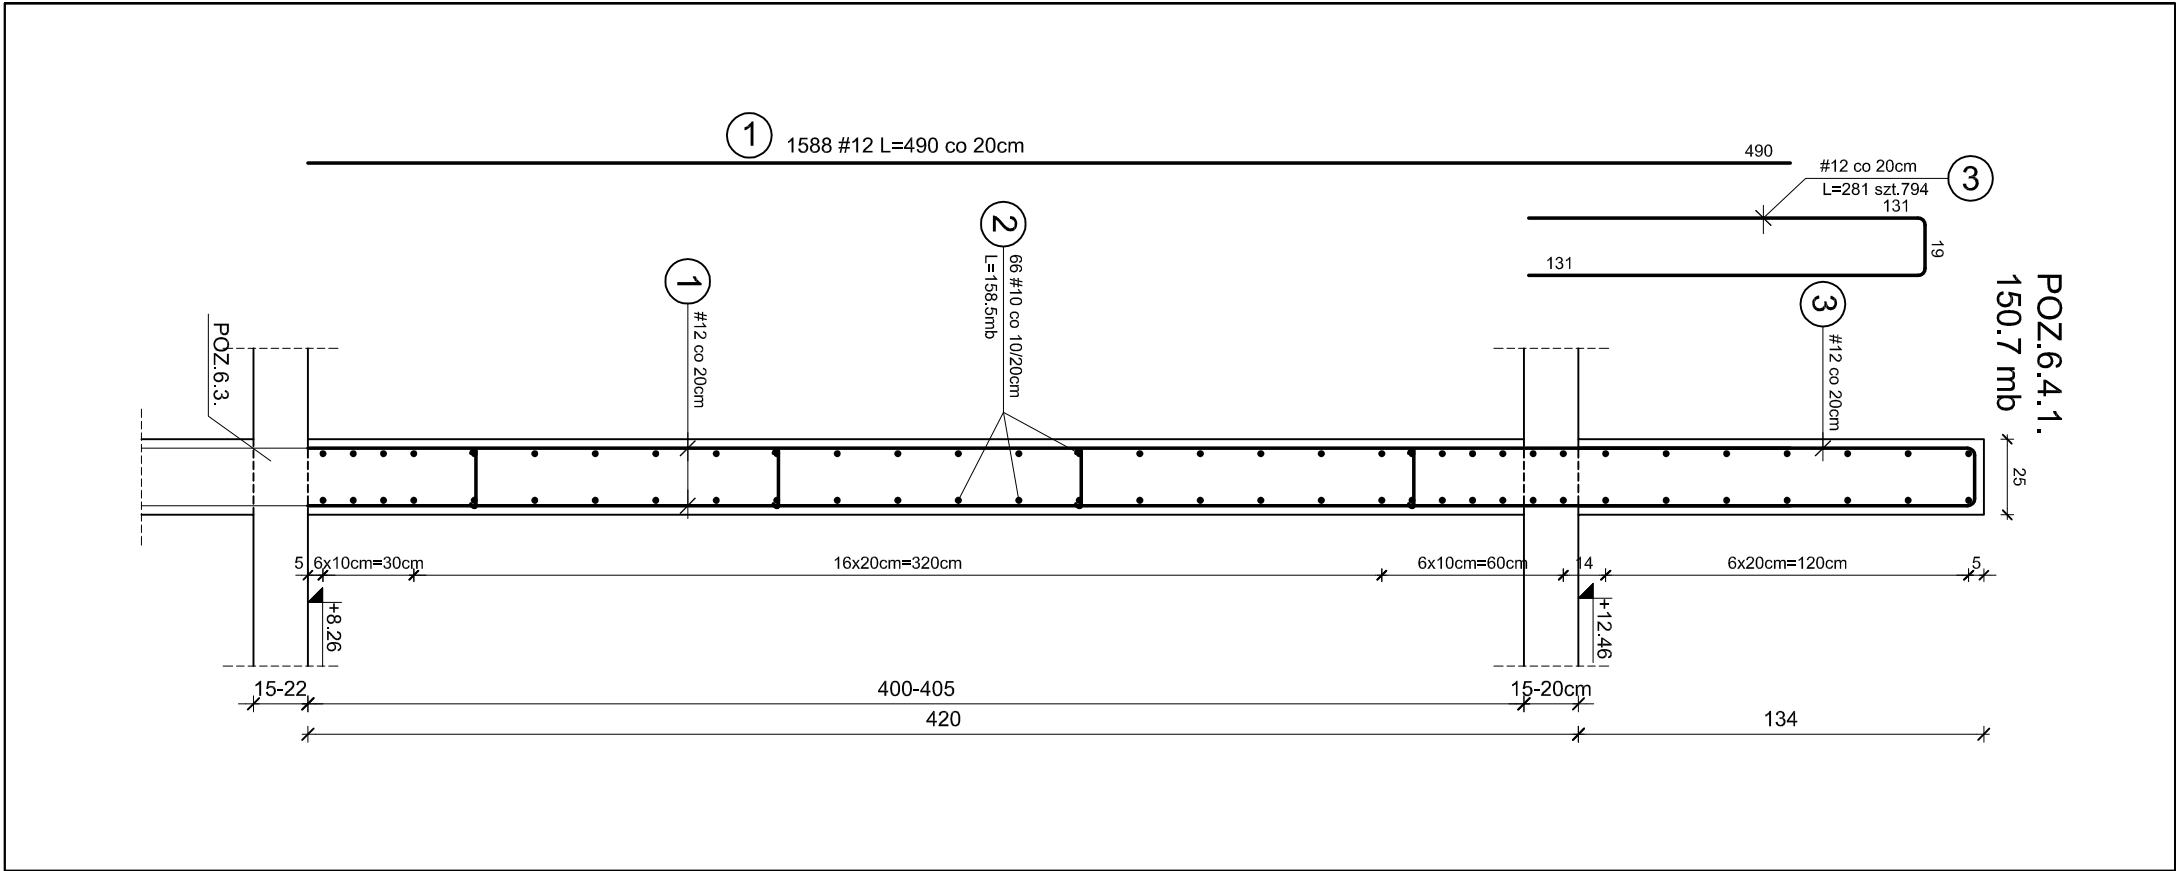 1
1588 #12 L=490 co 20cm
490
#12 co 20cm
L=281 szt.794
3
131
19
131
2
66 #10 co 10/20cm
L=158.5mb
1
#12 co 20cm
3
#12 co 20cm
POZ.6.4.1.
150.7 mb
POZ.6.3.
25
5
6x10cm=30cm
16x20cm=320cm
6x10cm=60cm
14
6x20cm=120cm
5
+8.26
+12.46
15-22
400-405
15-20cm
420
134